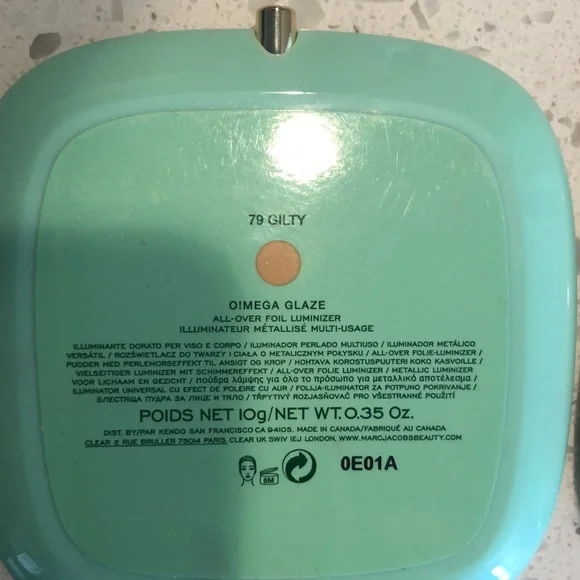 79 GILTY
O!MEGA GLAZE
ALL-OVER FOIL LUMINIZER
ILLUMINATEUR MÉTALLISÉ MULTI-USAGE
ILLUMINANTE DORATO PER VISO E CORPO / ILUMINADOR PERLADO MULTIUSO / ILUMINADOR METÁLICO
VERSÁTIL / ROZŚWIETLACZ DO TWARZY I CIAŁA O METALICZNYM POŁYSKU / ALL-OVER FOLIE-LUMINIZER /
PUDDER MED PERLEMORSEFFEKT TIL ANSIGT OG KROP / HOHTAVA KOROSTUSPUUTERI KOKO KASVOILLE /
VIELSEITIGER LUMINIZER MIT SCHIMMEREFFEKT / ALL-OVER FOIL LUMINIZER / METALLIC LUMINIZER
VOOR LICHAAM EN GEZICHT / πούδρα λάμψης για όλο το πρόσωπο για μεταλλικό αποτέλεσμα /
ILUMINATOR UNIVERSAL CU EFECT DE POLEIRE CU AUR / FOLIJA-ILUMINATOR ZA POTPUNO POKRIVANJE /
БЛЕСТЯЩА ПУДРА ЗА ЛИЦЕ И ТЯЛО / ТΡΕΥΤΙVÝ ROZJASŇOVAČ PRO VŠESTRANNÉ POUŽITÍ
POIDS NET 10g/NET WT.0.35 Oz.
DIST. BY/PAR KENDO SAN FRANCISCO CA 94105. MADE IN CANADA/FABRIQUÉ AU CANADA
CLEAR 2 RUE BRULLER 75014 PARIS. CLEAR UK SW1V 1EJ LONDON. WWW.MARCJACOBSBEAUTY.COM
6M
0E01A